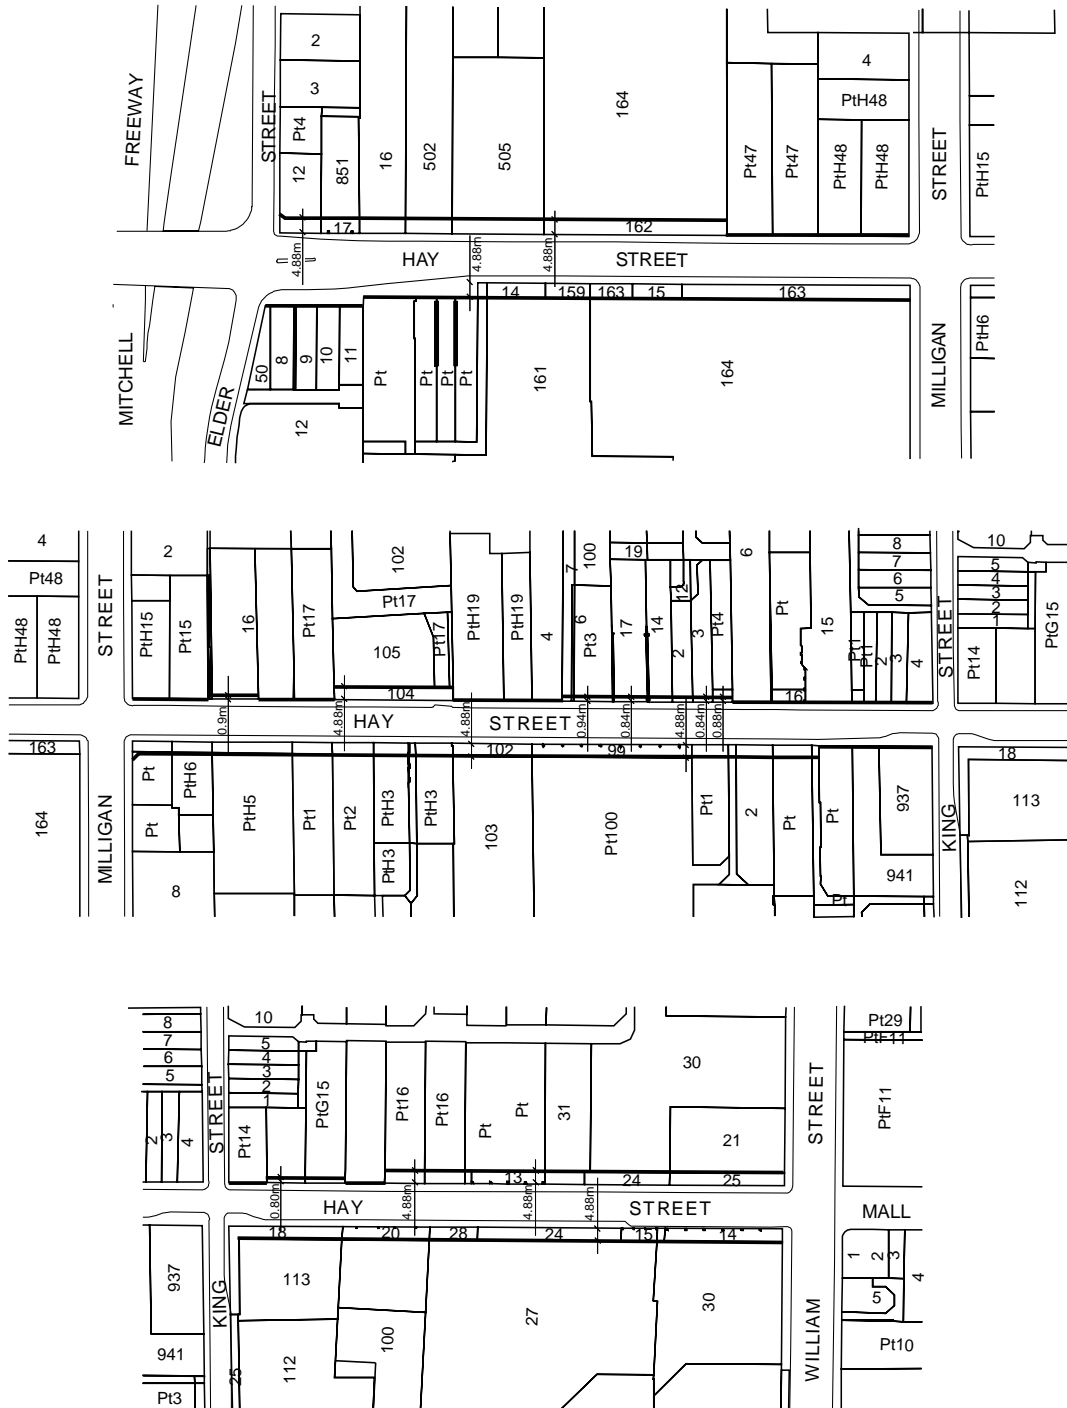 2
4
3
164
PtH48
FREEWAY
STREET
Pt4
12
851
16
502
505
Pt47
Pt47
PtH48
PtH48
STREET
PtH15
17
162
4.88m
HAY
4.88m
4.88m
STREET
14
159
163
15
163
MITCHELL
50
8
9
10
11
Pt
Pt
Pt
Pt
161
164
MILLIGAN
PtH6
ELDER
12
4
2
102
100
19
6
8
10
7
7
5
Pt48
6
4
STREET
Pt17
12
5
3
2
PtH48
PtH48
PtH15
Pt15
16
Pt17
PtH19
PtH19
4
6
Pt3
17
14
2
3
Pt4
Pt
15
STREET
1
PtG15
105
Pt17
Pt1
Pt1
2
3
4
Pt14
104
16
0.9m
4.88m
HAY
4.88m
STREET
0.94m
0.84m
4.88m
0.84m
0.88m
163
102
99
18
Pt
PtH6
164
MILLIGAN
Pt
PtH5
Pt1
Pt2
PtH3
PtH3
103
Pt100
Pt1
2
Pt
Pt
937
KING
113
PtH3
8
941
Pt
112
8
10
Pt29
7
5
PtF11
6
4
30
5
3
STREET
2
1
PtG15
Pt16
Pt16
Pt
Pt
31
STREET
PtF11
2
3
4
Pt14
21
13
24
25
0.80m
HAY
4.88m
4.88m
4.88m
STREET
MALL
18
20
28
24
15
14
937
KING
113
27
30
1
2
3
4
5
100
WILLIAM
941
25
112
Pt10
Pt3